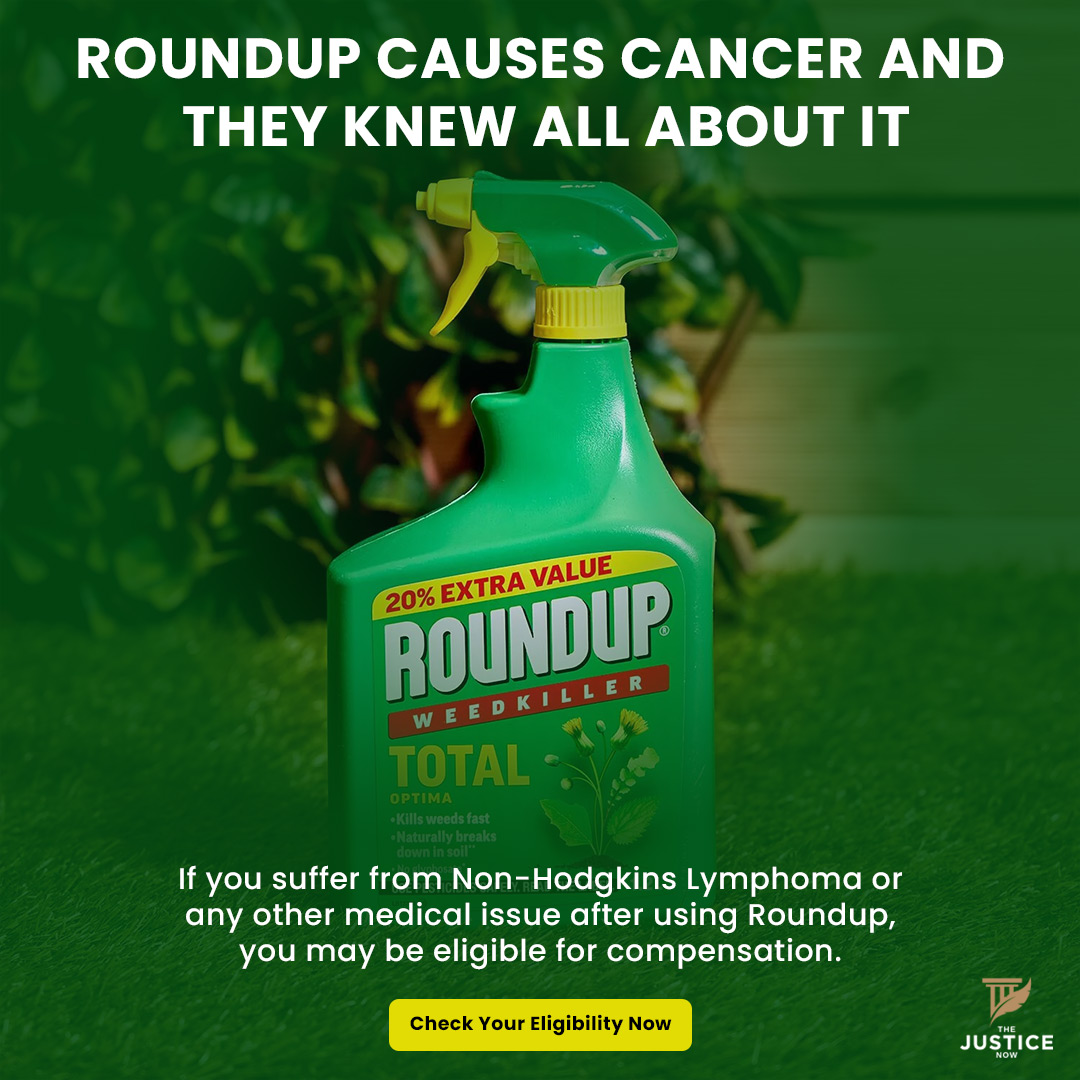 ROUNDUP CAUSES CANCER AND
THEY KNEW ALL ABOUT IT
20% EXTRA VALUE
ROUNDUP®
WEEDKILLER
TOTAL
OPTIMA
•Kills weeds fast
•Naturally breaks
down in soil**
If you suffer from Non-Hodgkins Lymphoma or
any other medical issue after using Roundup,
you may be eligible for compensation.
Check Your Eligibility Now
THE
JUSTICE
NOW